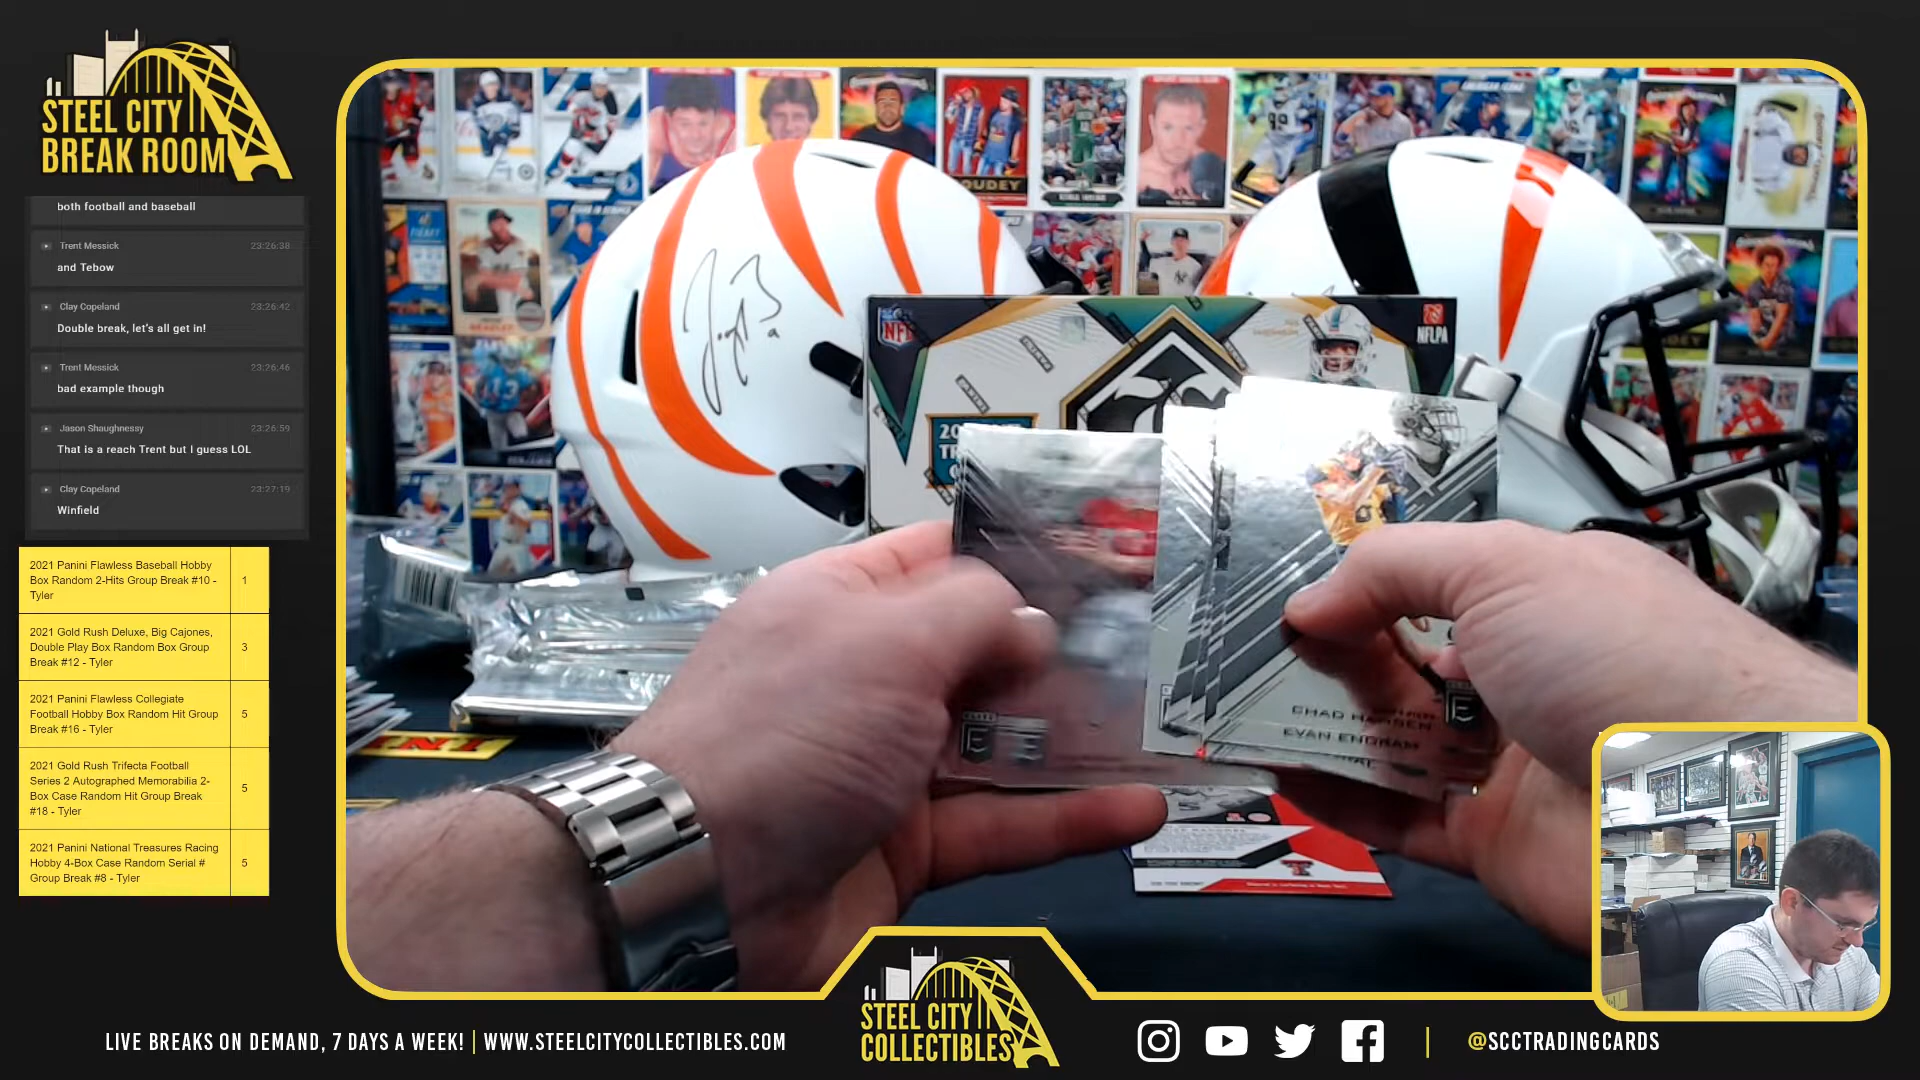 STEEL CITY
BREAK ROOM
both football and baseball
Trent Messick 23:26:38
and Tebow
Clay Copeland 23:26:42
Double break, let's all get in!
Trent Messick 23:26:46
bad example though
Jason Shaughnessy 23:26:59
That is a reach Trent but I guess LOL
Clay Copeland 23:27:19
Winfield
2021 Panini Flawless Baseball Hobby
Box Random 2-Hits Group Break #10 -
Tyler
1
2021 Gold Rush Deluxe, Big Cajones,
Double Play Box Random Box Group
Break #12 - Tyler
3
2021 Panini Flawless Collegiate
Football Hobby Box Random Hit Group
Break #16 - Tyler
5
2021 Gold Rush Trifecta Football
Series 2 Autographed Memorabilia 2-
Box Case Random Hit Group Break
#18 - Tyler
5
2021 Panini National Treasures Racing
Hobby 4-Box Case Random Serial #
Group Break #8 - Tyler
5
NFL
NFLPA
20
TR
CHAD HANSEN
EVAN ENGRAM
LIVE BREAKS ON DEMAND, 7 DAYS A WEEK! | WWW.STEELCITYCOLLECTIBLES.COM
STEEL CITY
COLLECTIBLES
@SCCTRADINGCARDS